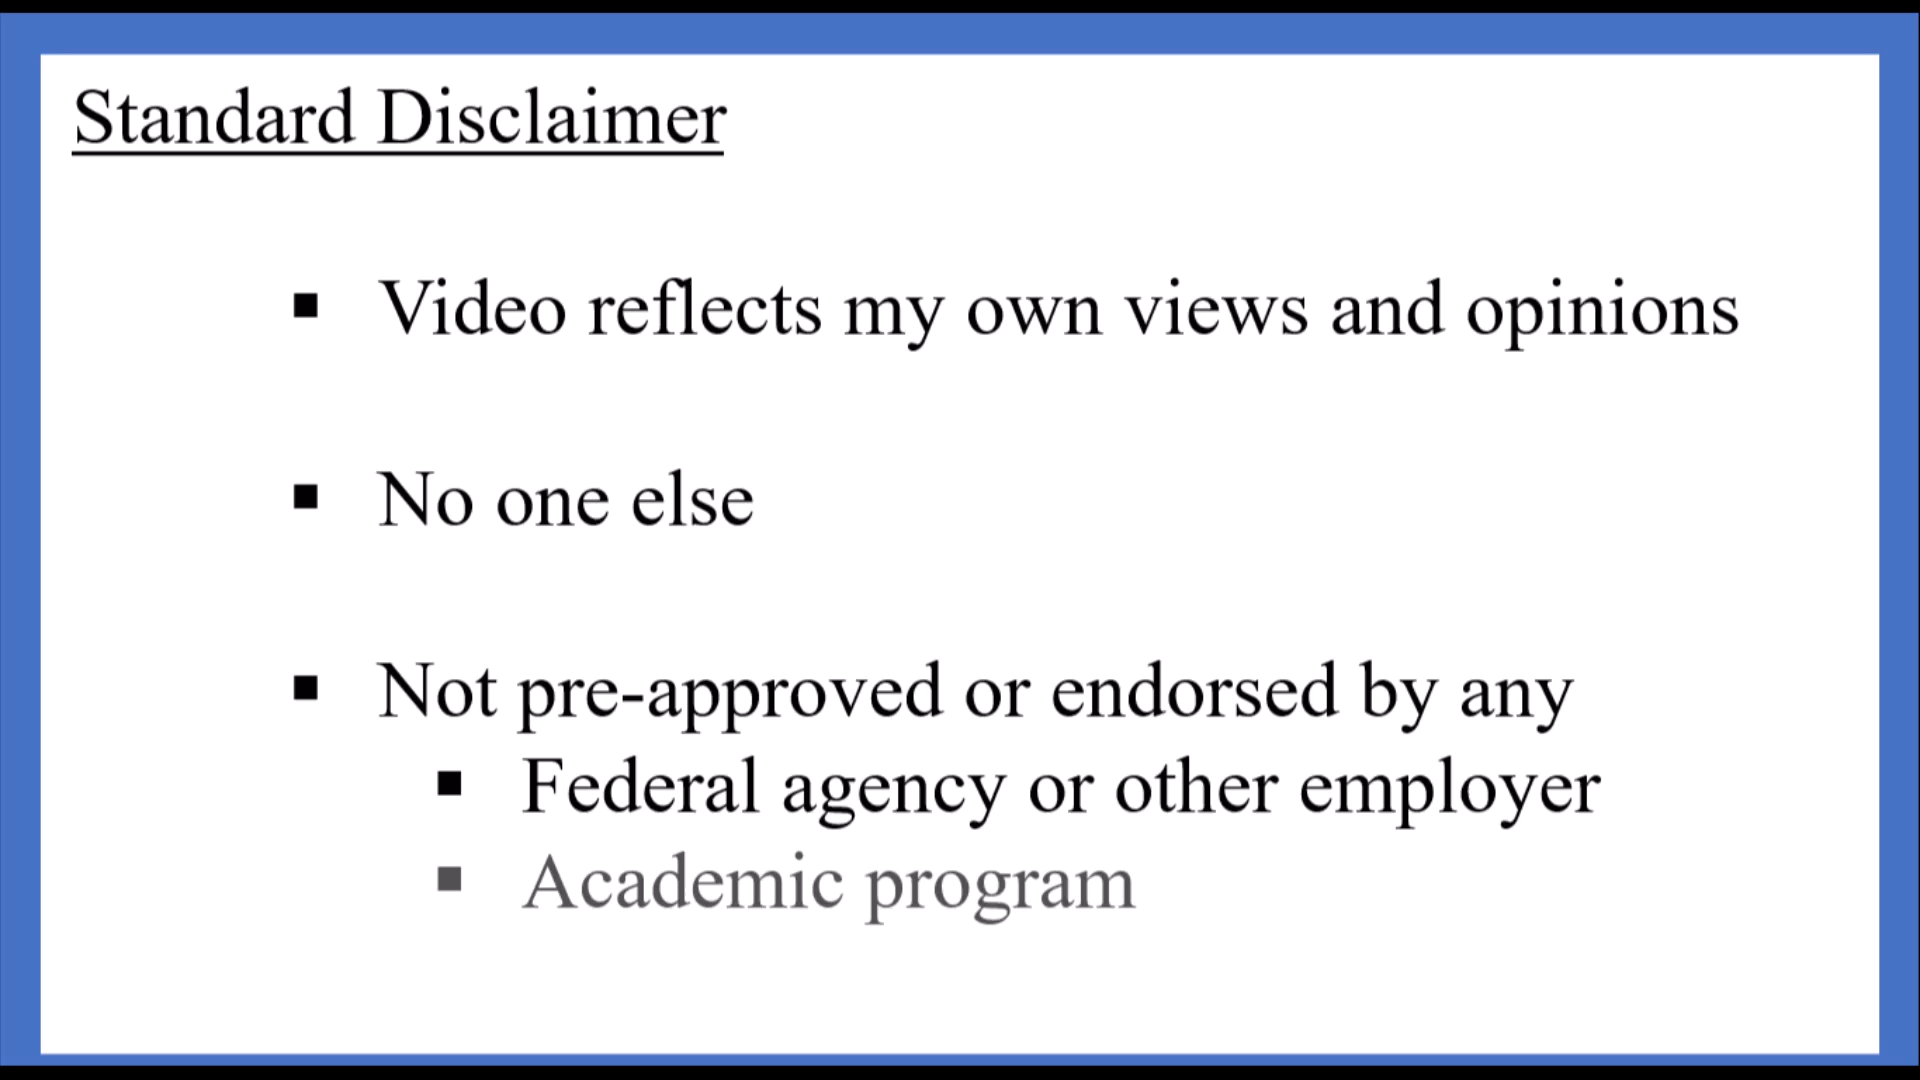 Standard Disclaimer
▪ Video reflects my own views and opinions
▪ No one else
▪ Not pre-approved or endorsed by any
▪ Federal agency or other employer
▪ Academic program